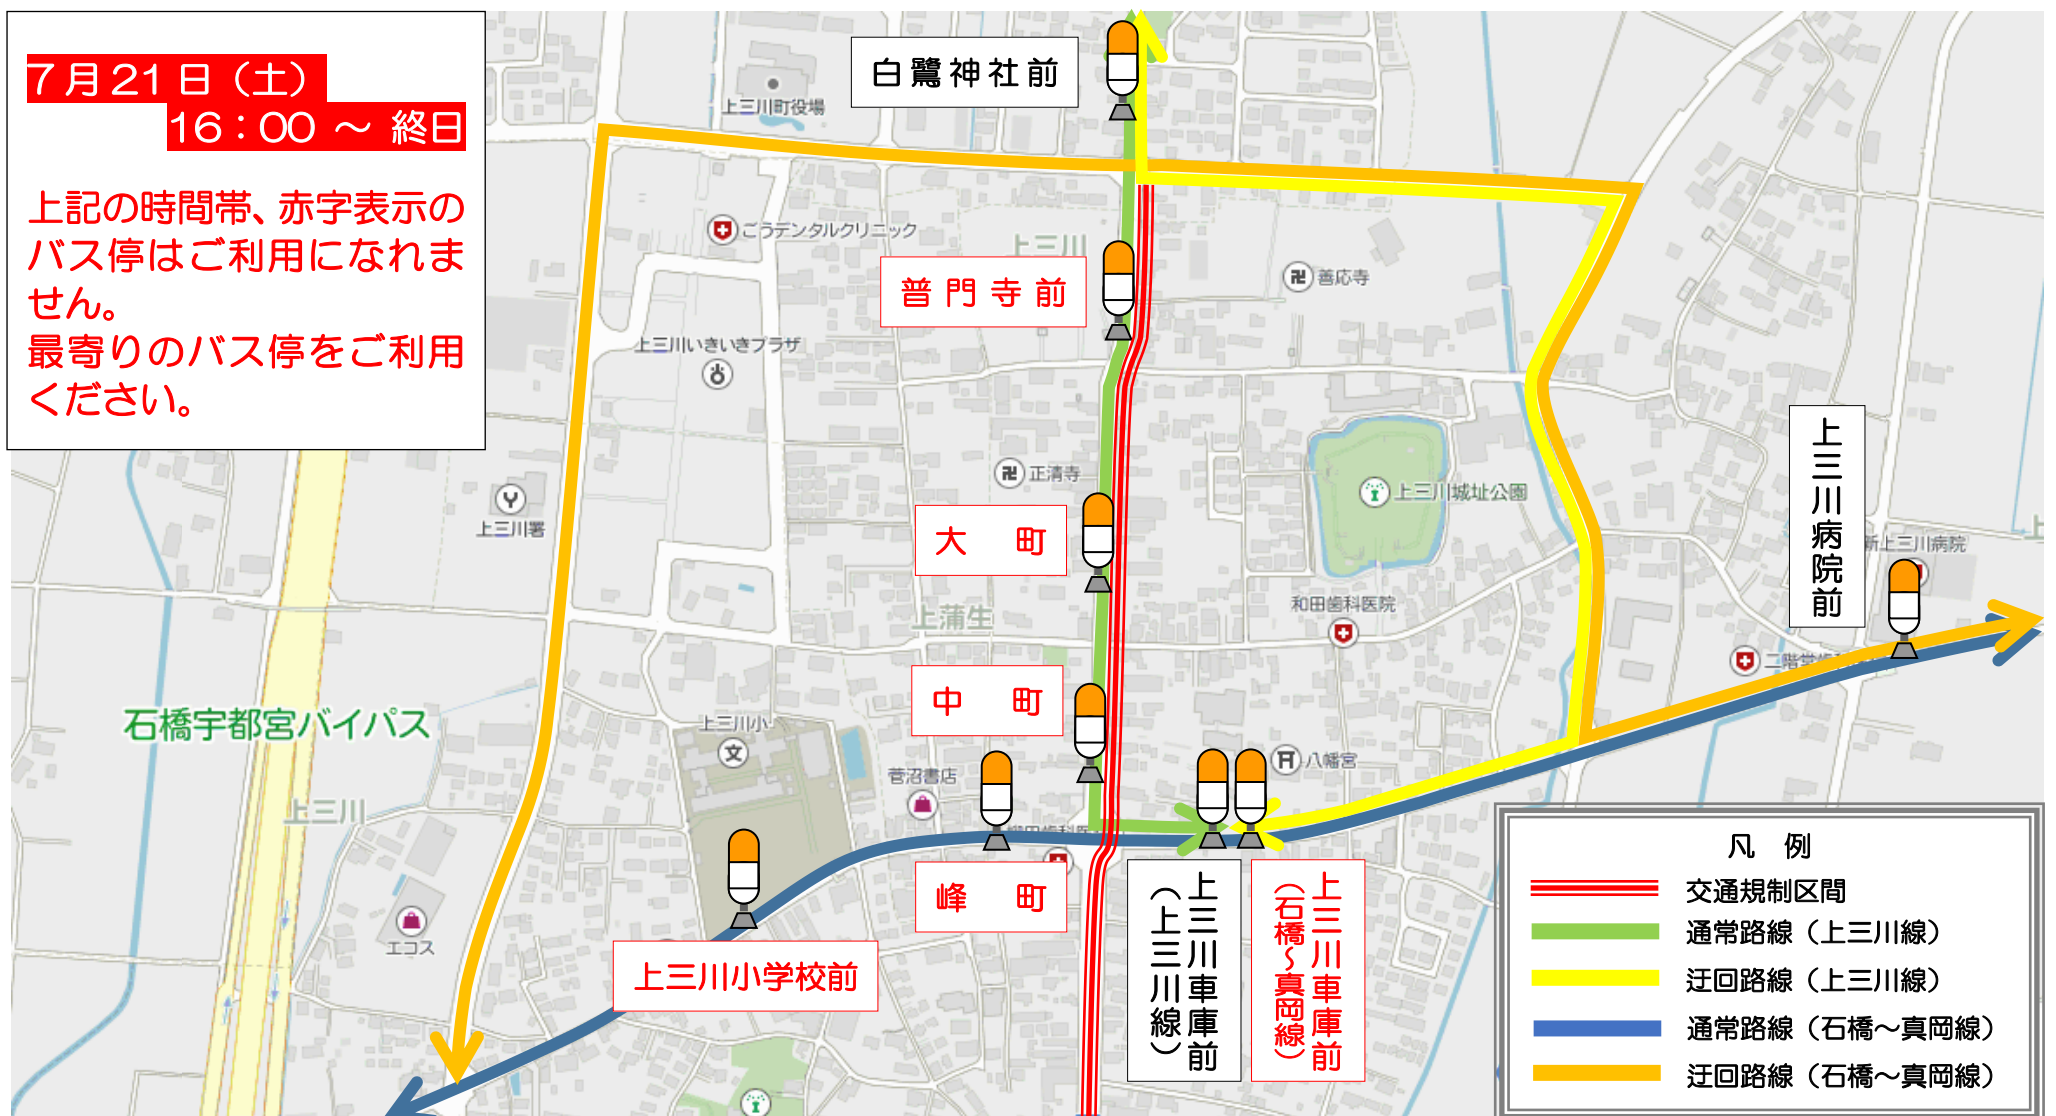 ７月21日（土）
16：00 ～ 終日
上記の時間帯、赤字表示の
バス停はご利用になれま
せん。
最寄りのバス停をご利用
ください。
白鷺神社前
上三川町役場
ごうデンタルクリニック
上三川
普門寺前
善応寺
上三川いきいきプラザ
正清寺
上三川城址公園
上三川署
大　町
上三川病院前
新上三川病院
和田歯科医院
上蒲生
中　町
石橋宇都宮バイパス
上三川小
菅沼書店
八幡宮
上三川
峰　町
エコス
上三川小学校前
上三川車庫前
（上三川線）
上三川車庫前
（石橋～真岡線）
凡　例
交通規制区間
通常路線（上三川線）
迂回路線（上三川線）
通常路線（石橋～真岡線）
迂回路線（石橋～真岡線）